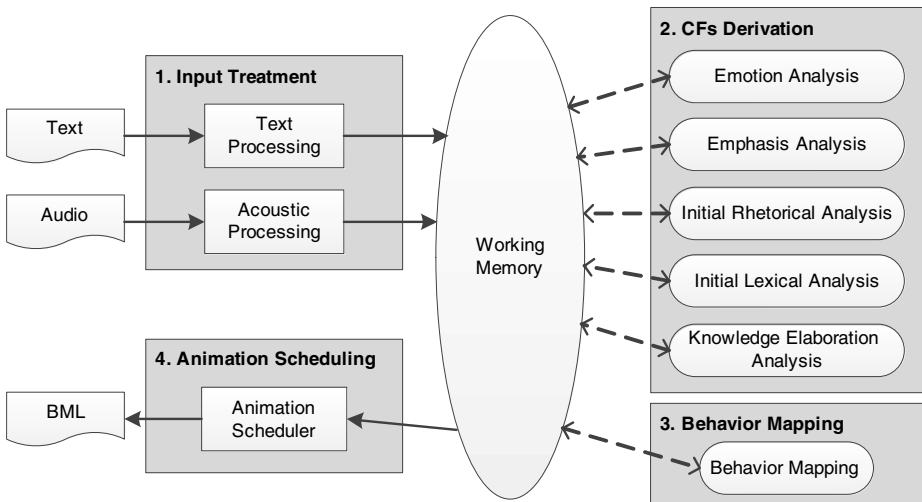 1. Input Treatment
Text
Text
Processing
Audio
Acoustic
Processing
Working
Memory
2. CFs Derivation
Emotion Analysis
Emphasis Analysis
Initial Rhetorical Analysis
Initial Lexical Analysis
Knowledge Elaboration
Analysis
3. Behavior Mapping
Behavior Mapping
4. Animation Scheduling
Animation
Scheduler
BML